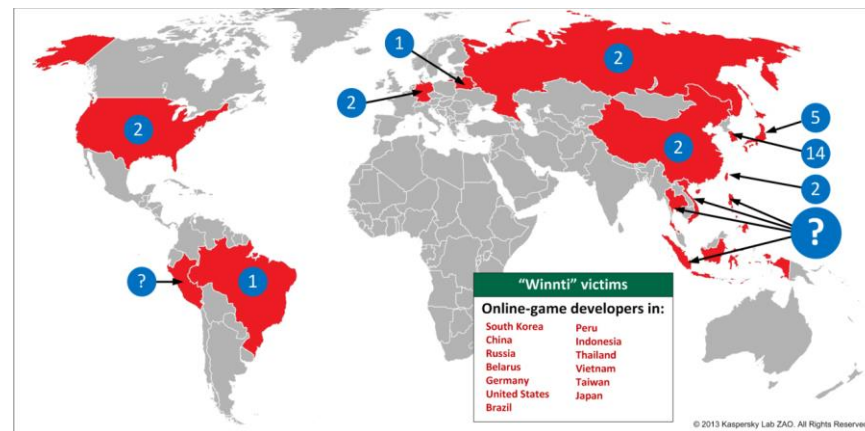 1
2
2
2
2
5
14
2
?
?
1
“Winnti” victims
Online-game developers in:
South Korea
China
Russia
Belarus
Germany
United States
Brazil
Peru
Indonesia
Thailand
Vietnam
Taiwan
Japan
© 2013 Kaspersky Lab ZAO. All Rights Reserved